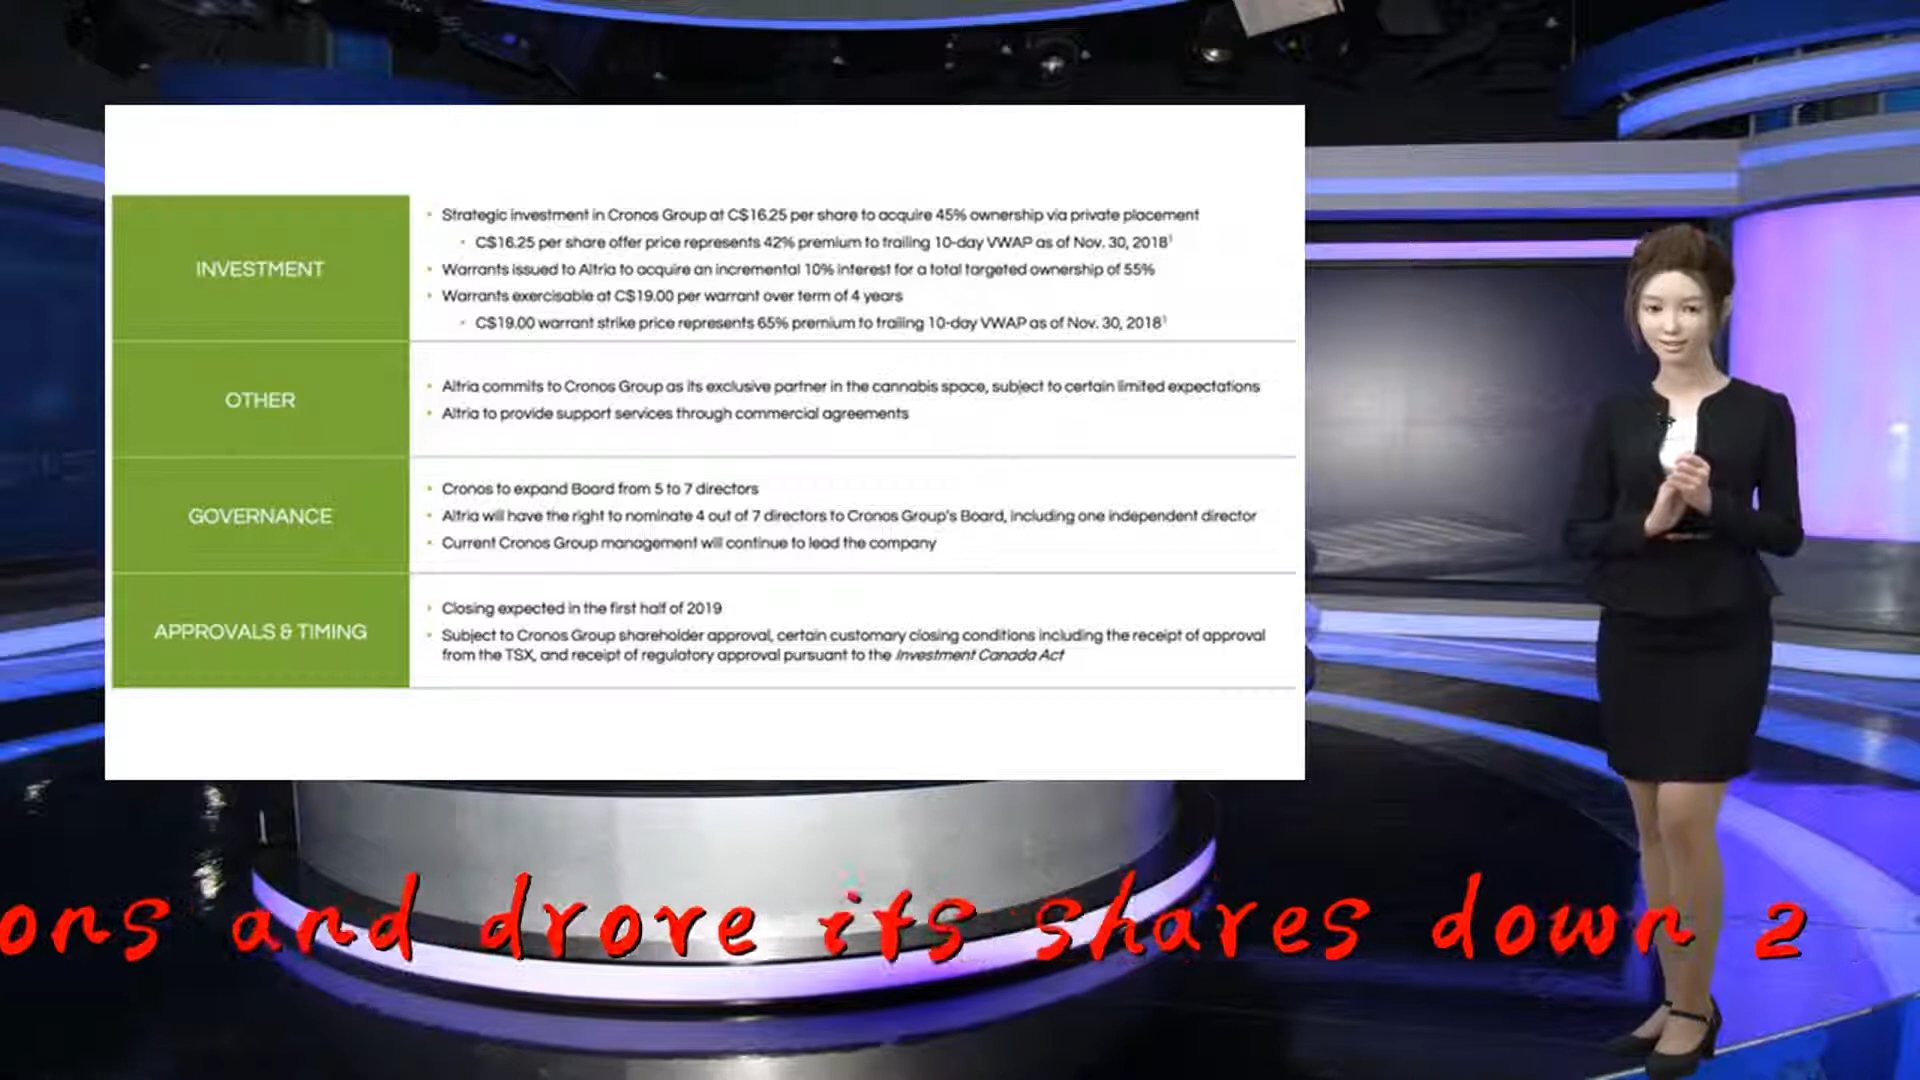 INVESTMENT
• Strategic investment in Cronos Group at C$16.25 per share to acquire 45% ownership via private placement
• C$16.25 per share offer price represents 42% premium to trailing 10-day VWAP as of Nov. 30, 2018¹
• Warrants issued to Altria to acquire an incremental 10% interest for a total targeted ownership of 55%
• Warrants exercisable at C$19.00 per warrant over term of 4 years
• C$19.00 warrant strike price represents 65% premium to trailing 10-day VWAP as of Nov. 30, 2018¹
OTHER
• Altria commits to Cronos Group as its exclusive partner in the cannabis space, subject to certain limited expectations
• Altria to provide support services through commercial agreements
GOVERNANCE
• Cronos to expand Board from 5 to 7 directors
• Altria will have the right to nominate 4 out of 7 directors to Cronos Group's Board, including one independent director
• Current Cronos Group management will continue to lead the company
APPROVALS & TIMING
• Closing expected in the first half of 2019
• Subject to Cronos Group shareholder approval, certain customary closing conditions including the receipt of approval
from the TSX, and receipt of regulatory approval pursuant to the Investment Canada Act
ons and drove its shares down 2